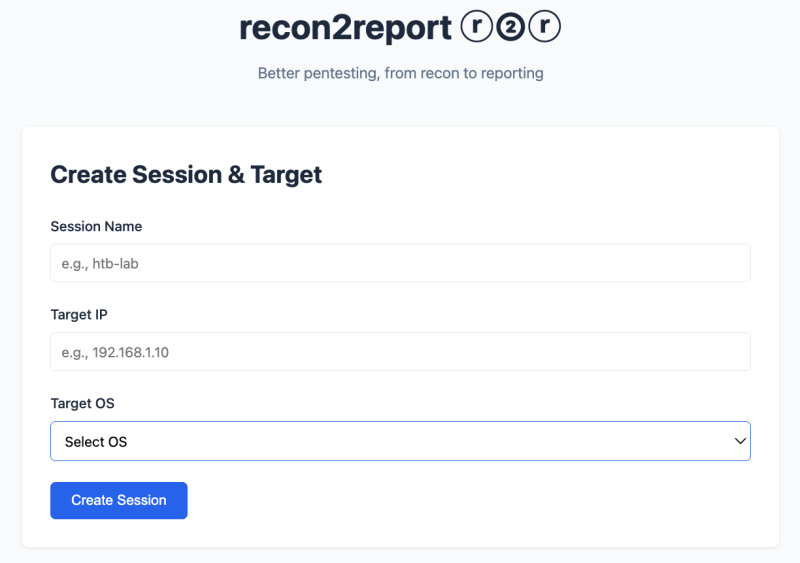 recon2report ⓡ❷ⓡ
Better pentesting, from recon to reporting
Create Session & Target
Session Name
e.g., htb-lab
Target IP
e.g., 192.168.1.10
Target OS
Select OS
Create Session